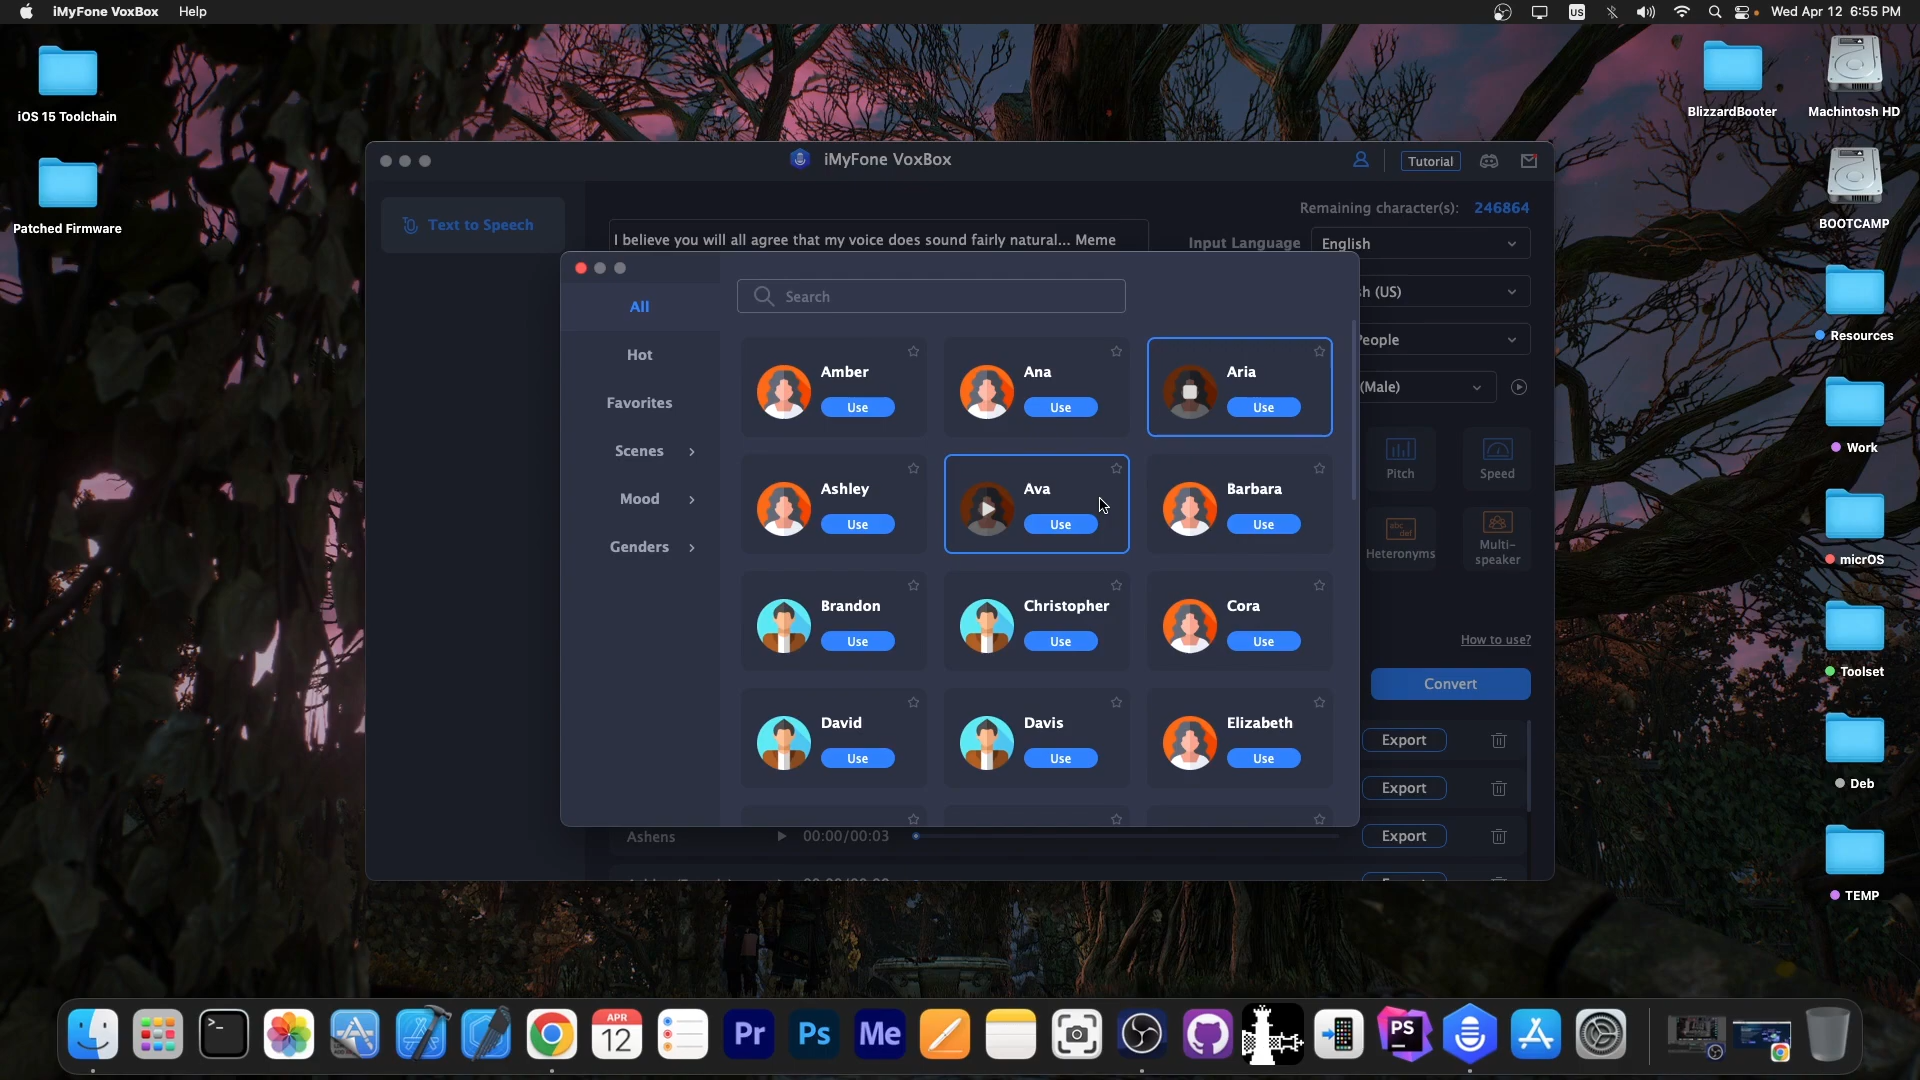 iMyFone VoxBox Help
US
Wed Apr 12 6:55 PM
iOS 15 Toolchain
Patched Firmware
BlizzardBooter
Machintosh HD
BOOTCAMP
Resources
Work
micrOS
Toolset
Deb
TEMP
iMyFone VoxBox
Tutorial
Text to Speech
Remaining character(s): 246864
I believe you will all agree that my voice does sound fairly natural... Meme
Input Language English
sh (US)
People
(Male)
Pitch
Speed
abc
def
Heteronyms
Multi-
speaker
How to use?
Convert
Export
Export
Ashens 00:00/00:03 Export
Search
All
Hot
Favorites
Scenes
Mood
Genders
Amber
Use
Ana
Use
Aria
Use
Ashley
Use
Ava
Use
Barbara
Use
Brandon
Use
Christopher
Use
Cora
Use
David
Use
Davis
Use
Elizabeth
Use
APR
12
Pr
Ps
Me
PS